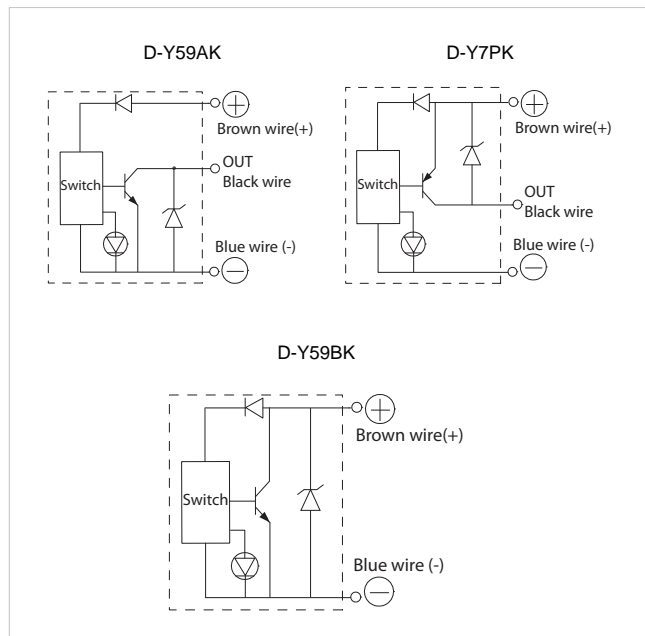 D-Y59AK
+
Brown wire(+)
Switch
OUT
Black wire
Blue wire (-)
−
D-Y7PK
+
Brown wire(+)
Switch
OUT
Black wire
Blue wire (-)
−
D-Y59BK
+
Brown wire(+)
Switch
Blue wire (-)
−